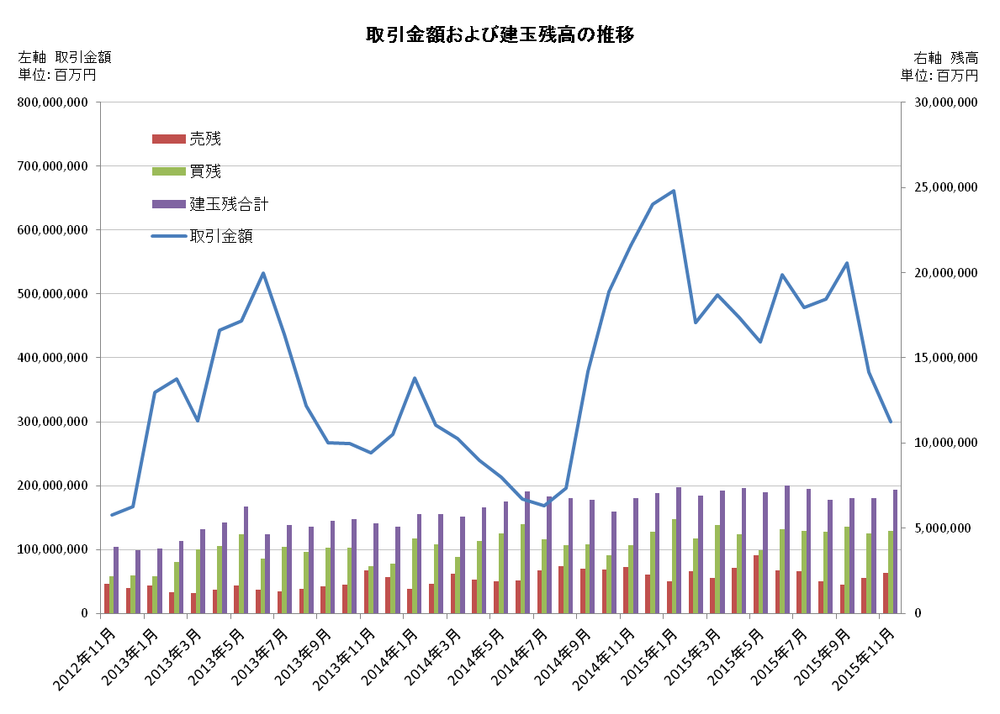 取引金額および建玉残高の推移
左軸 取引金額
単位: 百万円
右軸 残高
単位: 百万円
800,000,000
700,000,000
600,000,000
500,000,000
400,000,000
300,000,000
200,000,000
100,000,000
0
売残
買残
建玉残合計
取引金額
30,000,000
25,000,000
20,000,000
15,000,000
10,000,000
5,000,000
0
2012年11月
2013年1月
2013年3月
2013年5月
2013年7月
2013年9月
2013年11月
2014年1月
2014年3月
2014年5月
2014年7月
2014年9月
2014年11月
2015年1月
2015年3月
2015年5月
2015年7月
2015年9月
2015年11月